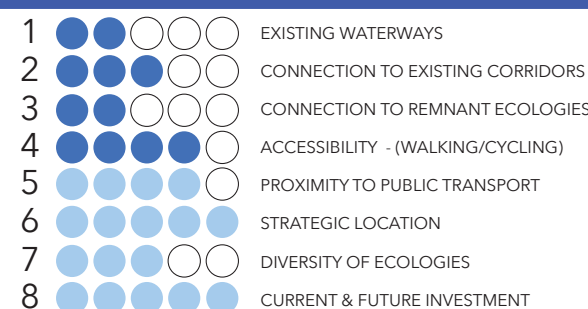 1 EXISTING WATERWAYS
2 CONNECTION TO EXISTING CORRIDORS
3 CONNECTION TO REMNANT ECOLOGIES
4 ACCESSIBILITY - (WALKING/CYCLING)
5 PROXIMITY TO PUBLIC TRANSPORT
6 STRATEGIC LOCATION
7 DIVERSITY OF ECOLOGIES
8 CURRENT & FUTURE INVESTMENT